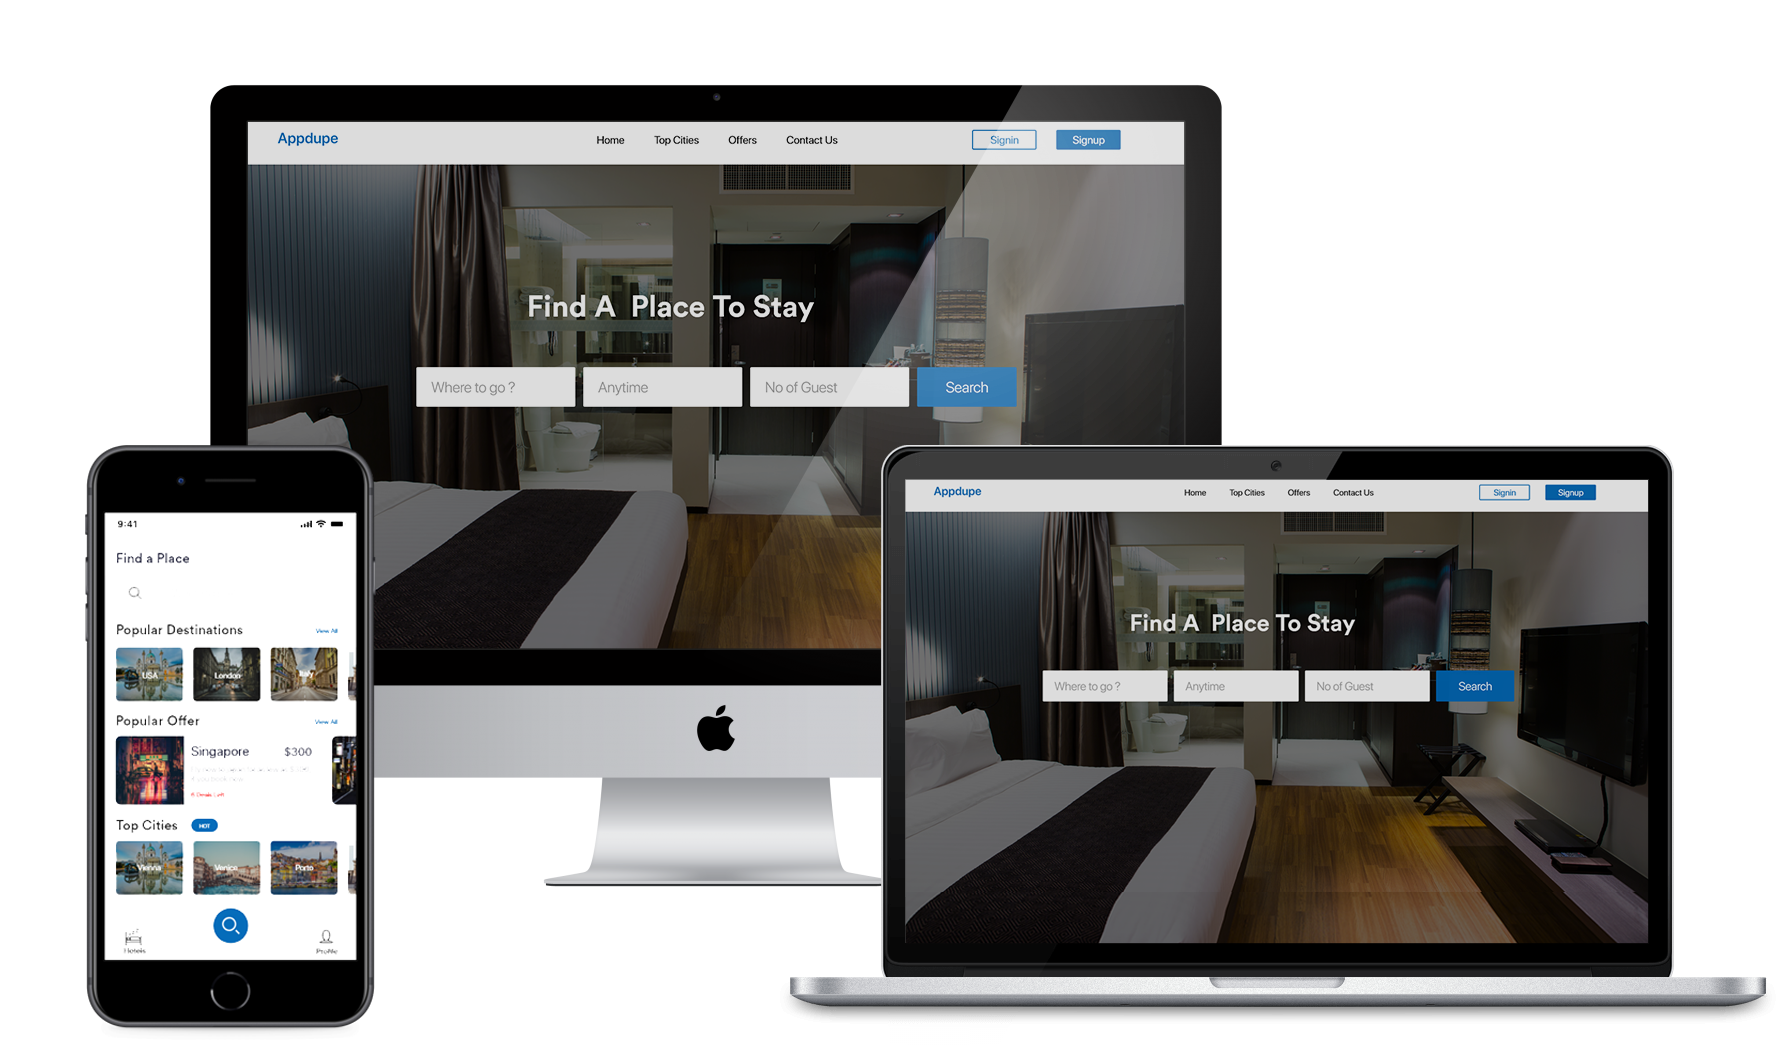 Appdupe
Home Top Cities Offers Contact Us
Signin Signup
Find A Place To Stay
Where to go ? Anytime No of Guest Search
9:41
Find a Place
Popular Destinations View All
USA London Italy
Popular Offer View All
Singapore $300
Top Cities HOT
Vienna Venice Porto
Hotels Profile
Appdupe
Home Top Cities Offers Contact Us
Signin Signup
Find A Place To Stay
Where to go ? Anytime No of Guest Search